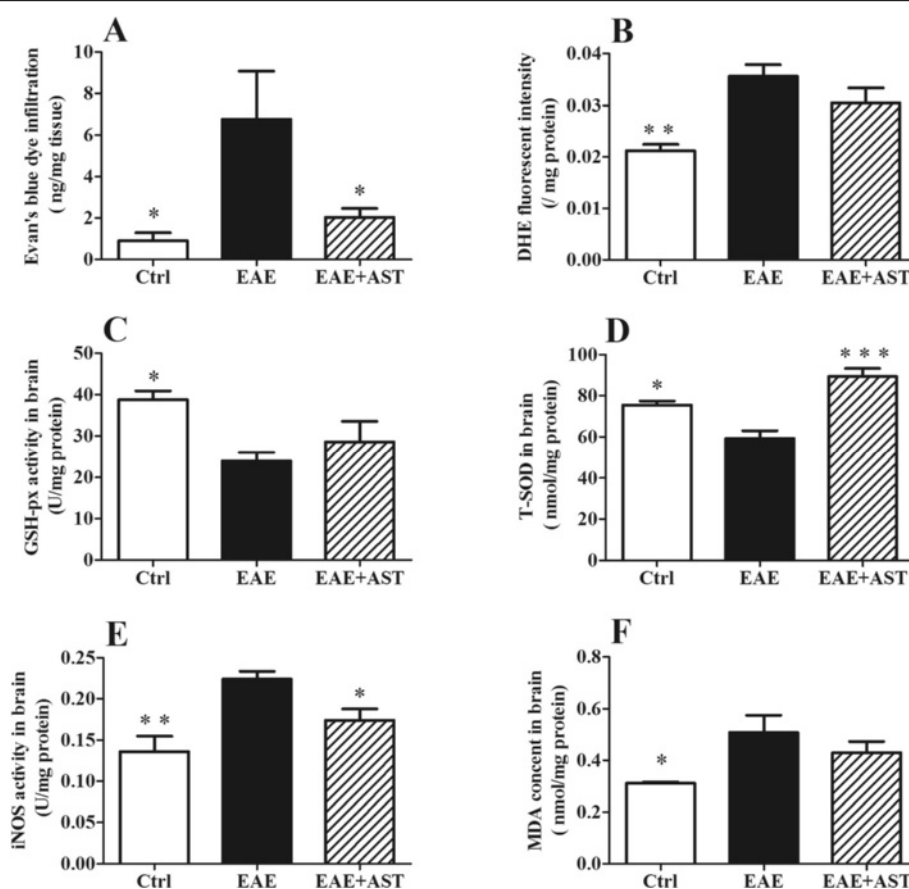 A
Evan's blue dye infiltration
( ng/mg tissue)
10
8
6
4
2
0
*
*
Ctrl
EAE
EAE+AST
B
DHE fluorescent intensity
(/ mg protein)
0.04
0.03
0.02
0.01
0.00
* *
Ctrl
EAE
EAE+AST
C
GSH-px activity in brain
(U/mg protein)
50
40
30
20
10
0
*
Ctrl
EAE
EAE+AST
D
T-SOD in brain
( nmol/mg protein)
100
80
60
40
20
0
*
* * *
Ctrl
EAE
EAE+AST
E
iNOS activity in brain
(U/mg protein)
0.25
0.20
0.15
0.10
0.05
0.00
* *
*
Ctrl
EAE
EAE+AST
F
MDA concent in brain
( nmol/mg protein)
0.8
0.6
0.4
0.2
0.0
*
Ctrl
EAE
EAE+AST